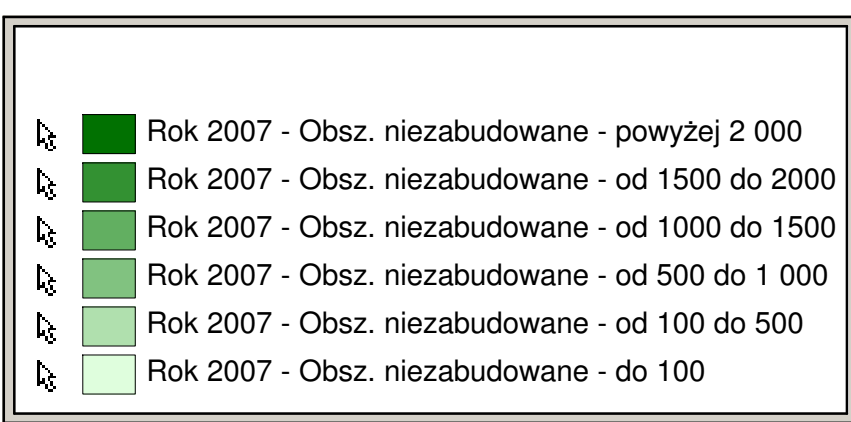 Rok 2007 - Obsz. niezabudowane - powyżej 2 000
Rok 2007 - Obsz. niezabudowane - od 1500 do 2000
Rok 2007 - Obsz. niezabudowane - od 1000 do 1500
Rok 2007 - Obsz. niezabudowane - od 500 do 1 000
Rok 2007 - Obsz. niezabudowane - od 100 do 500
Rok 2007 - Obsz. niezabudowane - do 100